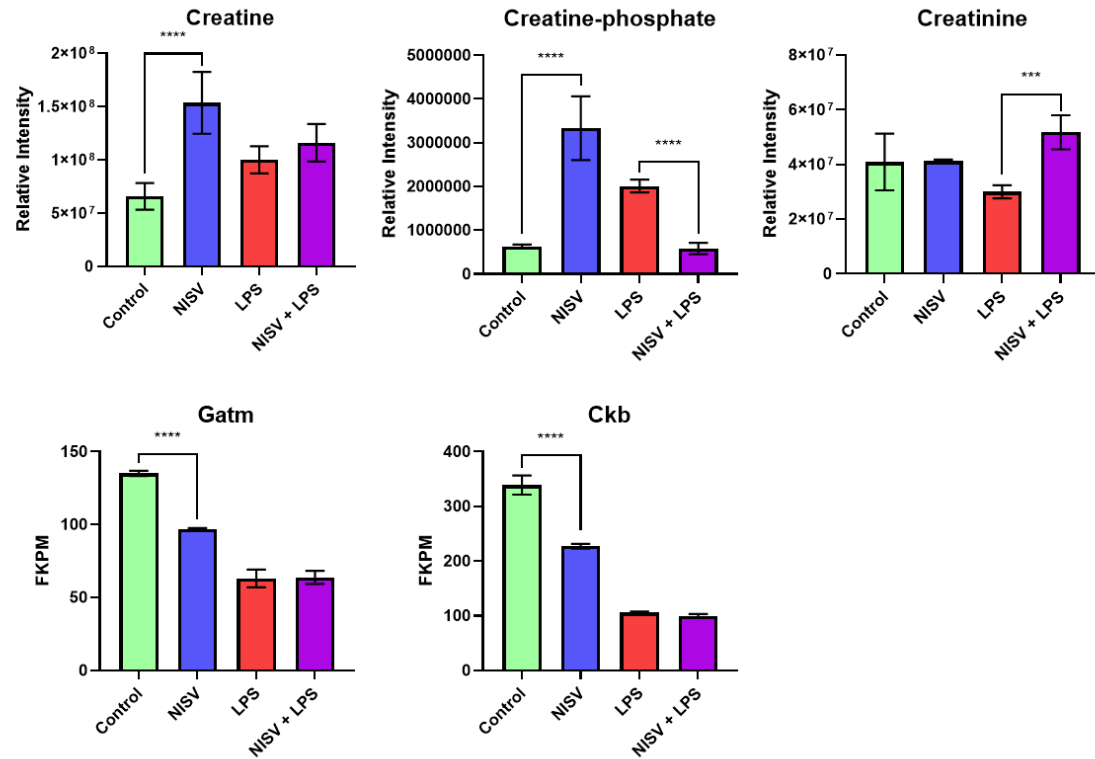 Creatine
****
Relative Intensity
2×10⁸
1.5×10⁸
1×10⁸
5×10⁷
0
Control
NISV
LPS
NISV + LPS
Creatine-phosphate
****
****
Relative Intensity
5000000
4000000
3000000
2000000
1000000
0
Control
NISV
LPS
NISV + LPS
Creatinine
***
Relative Intensity
8×10⁷
6×10⁷
4×10⁷
2×10⁷
0
Control
NISV
LPS
NISV + LPS
Gatm
****
FKPM
150
100
50
0
Control
NISV
LPS
NISV + LPS
Ckb
****
FKPM
400
300
200
100
0
Control
NISV
LPS
NISV + LPS